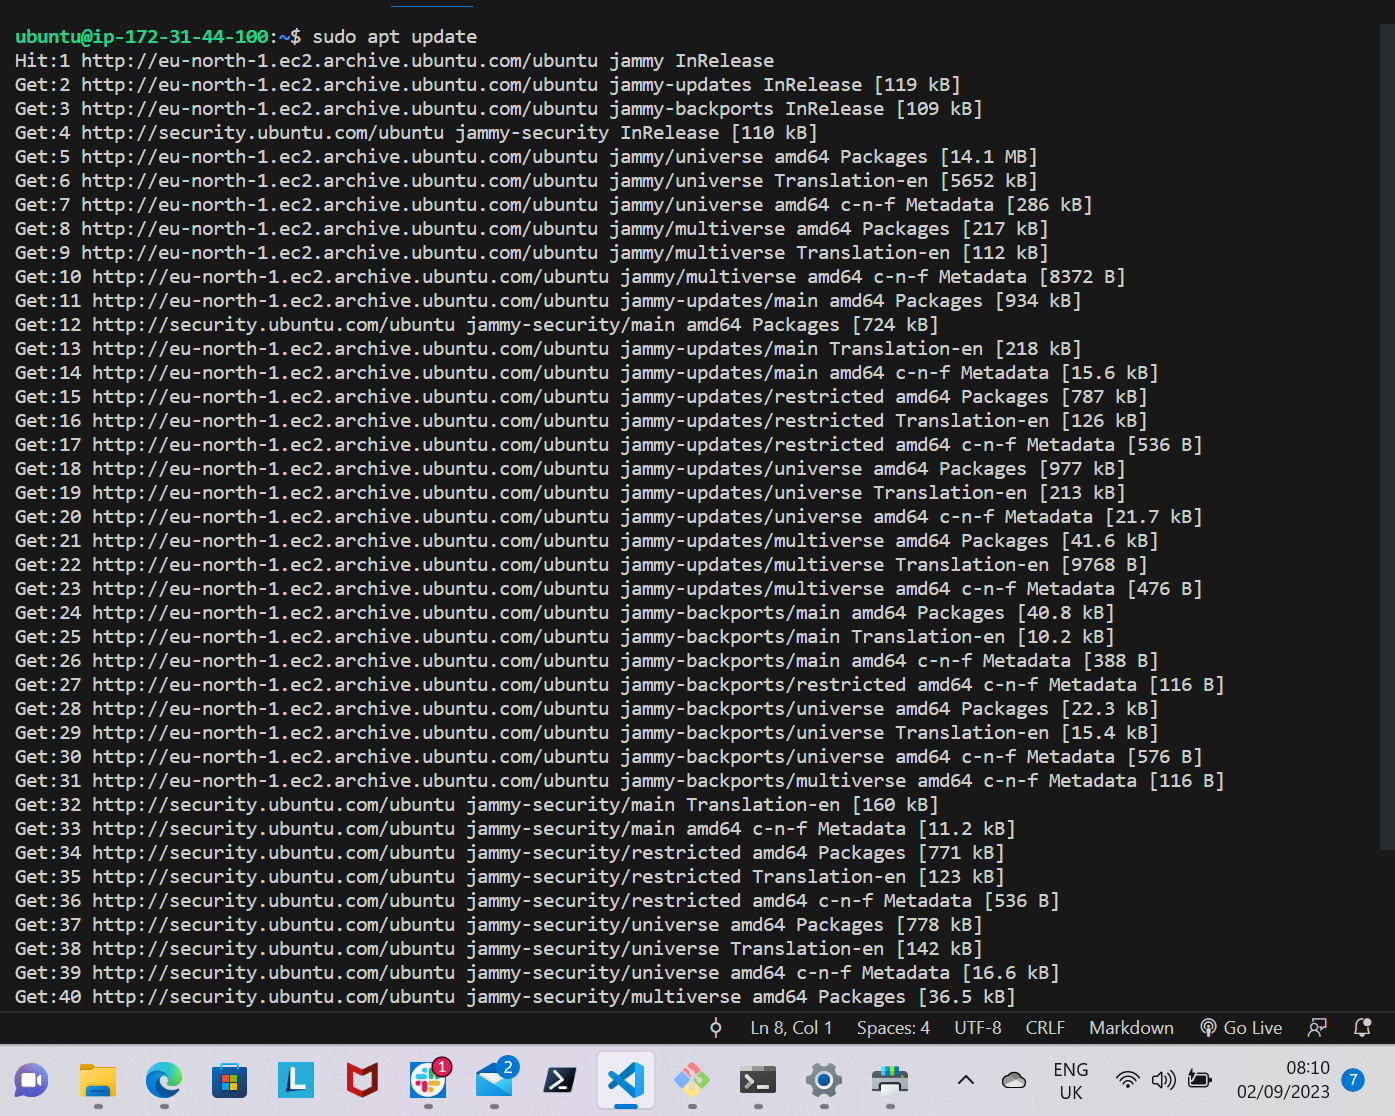 ubuntu@ip-172-31-44-100:~$ sudo apt update
Hit:1 http://eu-north-1.ec2.archive.ubuntu.com/ubuntu jammy InRelease
Get:2 http://eu-north-1.ec2.archive.ubuntu.com/ubuntu jammy-updates InRelease [119 kB]
Get:3 http://eu-north-1.ec2.archive.ubuntu.com/ubuntu jammy-backports InRelease [109 kB]
Get:4 http://security.ubuntu.com/ubuntu jammy-security InRelease [110 kB]
Get:5 http://eu-north-1.ec2.archive.ubuntu.com/ubuntu jammy/universe amd64 Packages [14.1 MB]
Get:6 http://eu-north-1.ec2.archive.ubuntu.com/ubuntu jammy/universe Translation-en [5652 kB]
Get:7 http://eu-north-1.ec2.archive.ubuntu.com/ubuntu jammy/universe amd64 c-n-f Metadata [286 kB]
Get:8 http://eu-north-1.ec2.archive.ubuntu.com/ubuntu jammy/multiverse amd64 Packages [217 kB]
Get:9 http://eu-north-1.ec2.archive.ubuntu.com/ubuntu jammy/multiverse Translation-en [112 kB]
Get:10 http://eu-north-1.ec2.archive.ubuntu.com/ubuntu jammy/multiverse amd64 c-n-f Metadata [8372 B]
Get:11 http://eu-north-1.ec2.archive.ubuntu.com/ubuntu jammy-updates/main amd64 Packages [934 kB]
Get:12 http://security.ubuntu.com/ubuntu jammy-security/main amd64 Packages [724 kB]
Get:13 http://eu-north-1.ec2.archive.ubuntu.com/ubuntu jammy-updates/main Translation-en [218 kB]
Get:14 http://eu-north-1.ec2.archive.ubuntu.com/ubuntu jammy-updates/main amd64 c-n-f Metadata [15.6 kB]
Get:15 http://eu-north-1.ec2.archive.ubuntu.com/ubuntu jammy-updates/restricted amd64 Packages [787 kB]
Get:16 http://eu-north-1.ec2.archive.ubuntu.com/ubuntu jammy-updates/restricted Translation-en [126 kB]
Get:17 http://eu-north-1.ec2.archive.ubuntu.com/ubuntu jammy-updates/restricted amd64 c-n-f Metadata [536 B]
Get:18 http://eu-north-1.ec2.archive.ubuntu.com/ubuntu jammy-updates/universe amd64 Packages [977 kB]
Get:19 http://eu-north-1.ec2.archive.ubuntu.com/ubuntu jammy-updates/universe Translation-en [213 kB]
Get:20 http://eu-north-1.ec2.archive.ubuntu.com/ubuntu jammy-updates/universe amd64 c-n-f Metadata [21.7 kB]
Get:21 http://eu-north-1.ec2.archive.ubuntu.com/ubuntu jammy-updates/multiverse amd64 Packages [41.6 kB]
Get:22 http://eu-north-1.ec2.archive.ubuntu.com/ubuntu jammy-updates/multiverse Translation-en [9768 B]
Get:23 http://eu-north-1.ec2.archive.ubuntu.com/ubuntu jammy-updates/multiverse amd64 c-n-f Metadata [476 B]
Get:24 http://eu-north-1.ec2.archive.ubuntu.com/ubuntu jammy-backports/main amd64 Packages [40.8 kB]
Get:25 http://eu-north-1.ec2.archive.ubuntu.com/ubuntu jammy-backports/main Translation-en [10.2 kB]
Get:26 http://eu-north-1.ec2.archive.ubuntu.com/ubuntu jammy-backports/main amd64 c-n-f Metadata [388 B]
Get:27 http://eu-north-1.ec2.archive.ubuntu.com/ubuntu jammy-backports/restricted amd64 c-n-f Metadata [116 B]
Get:28 http://eu-north-1.ec2.archive.ubuntu.com/ubuntu jammy-backports/universe amd64 Packages [22.3 kB]
Get:29 http://eu-north-1.ec2.archive.ubuntu.com/ubuntu jammy-backports/universe Translation-en [15.4 kB]
Get:30 http://eu-north-1.ec2.archive.ubuntu.com/ubuntu jammy-backports/universe amd64 c-n-f Metadata [576 B]
Get:31 http://eu-north-1.ec2.archive.ubuntu.com/ubuntu jammy-backports/multiverse amd64 c-n-f Metadata [116 B]
Get:32 http://security.ubuntu.com/ubuntu jammy-security/main Translation-en [160 kB]
Get:33 http://security.ubuntu.com/ubuntu jammy-security/main amd64 c-n-f Metadata [11.2 kB]
Get:34 http://security.ubuntu.com/ubuntu jammy-security/restricted amd64 Packages [771 kB]
Get:35 http://security.ubuntu.com/ubuntu jammy-security/restricted Translation-en [123 kB]
Get:36 http://security.ubuntu.com/ubuntu jammy-security/restricted amd64 c-n-f Metadata [536 B]
Get:37 http://security.ubuntu.com/ubuntu jammy-security/universe amd64 Packages [778 kB]
Get:38 http://security.ubuntu.com/ubuntu jammy-security/universe Translation-en [142 kB]
Get:39 http://security.ubuntu.com/ubuntu jammy-security/universe amd64 c-n-f Metadata [16.6 kB]
Get:40 http://security.ubuntu.com/ubuntu jammy-security/multiverse amd64 Packages [36.5 kB]
Ln 8, Col 1 Spaces: 4 UTF-8 CRLF Markdown Go Live
L 1 2
ENG 08:10
UK 02/09/2023 7